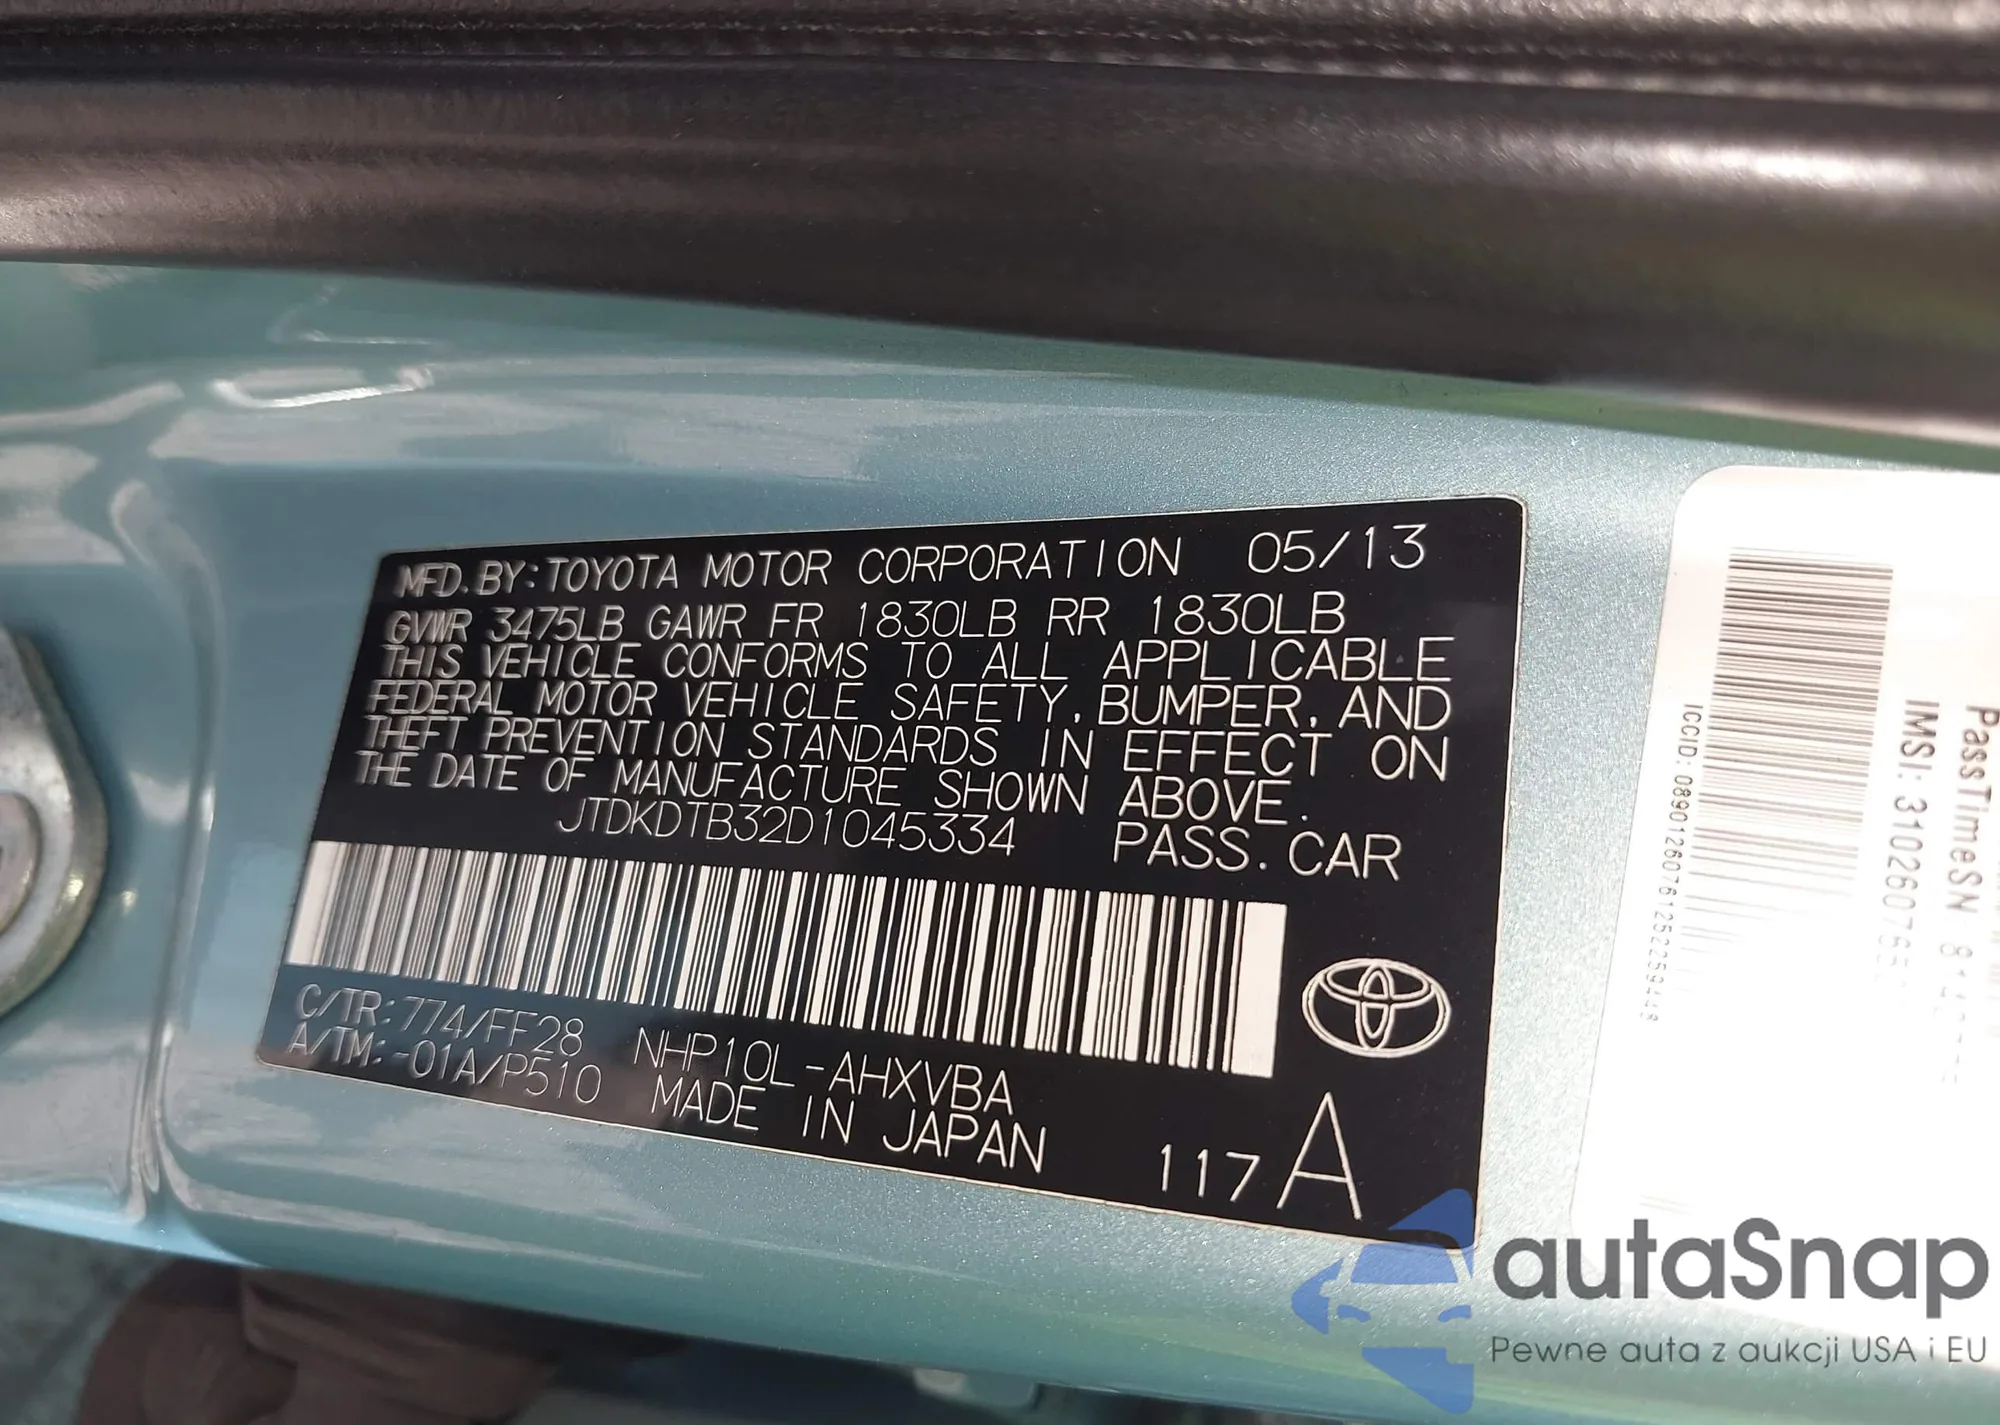 MFD. BY: TOYOTA MOTOR CORPORATION 05/13
GVWR 3475LB GAWR FR 1830LB RR 1830LB
THIS VEHICLE CONFORMS TO ALL APPLICABLE
FEDERAL MOTOR VEHICLE SAFETY, BUMPER, AND
THEFT PREVENTION STANDARDS IN EFFECT ON
THE DATE OF MANUFACTURE SHOWN ABOVE.
JTDKDTB32D1045334 PASS. CAR
C/TR: 774/FF28 NHP10L-AHXVBA
A/TM: -01A/P510 MADE IN JAPAN
117 A
ICCID: 08901260761252259448
IMSI:
PassTimeSN
autaSnap
Pewne auta z aukcji USA i EU